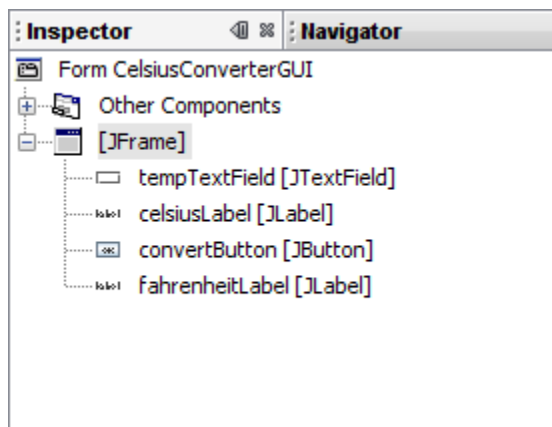 Inspector Navigator
Form CelsiusConverterGUI
Other Components
[JFrame]
tempTextField [JTextField]
celsiusLabel [JLabel]
convertButton [JButton]
fahrenheitLabel [JLabel]